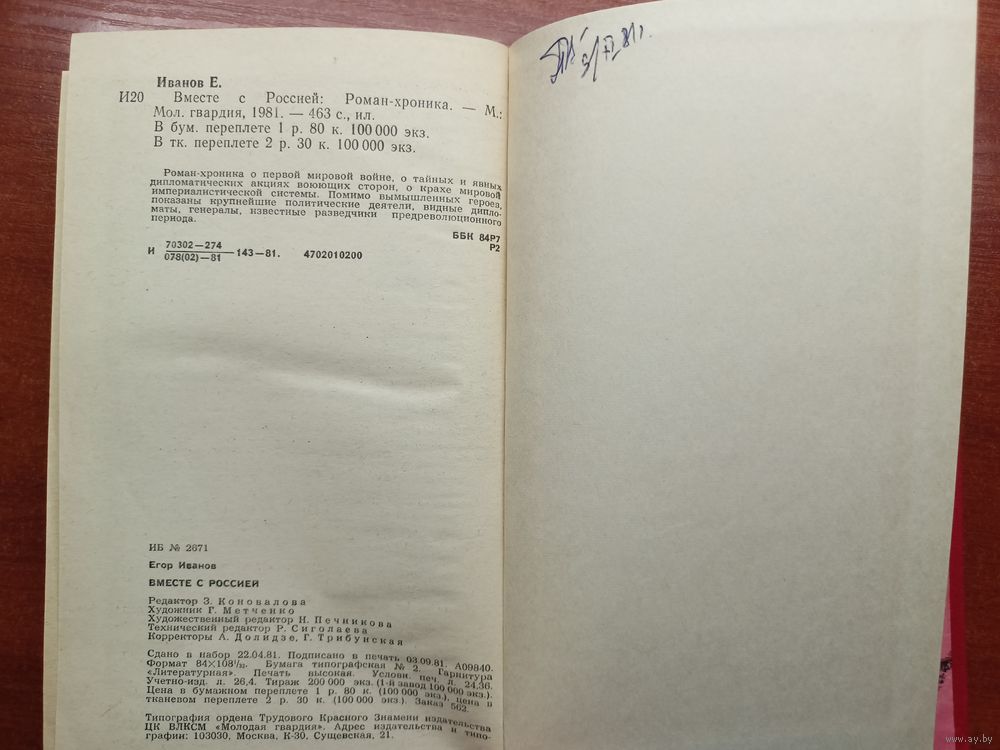 Иванов Е.
И20 Вместе с Россией: Роман-хроника. — М.:
Мол. гвардия, 1981. — 463 с., ил.
В бум. переплете 1 р. 80 к. 100 000 экз.
В тк. переплете 2 р. 30 к. 100 000 экз.
Роман-хроника о первой мировой войне, о тайных и явных
дипломатических акциях воюющих сторон, о крахе мировой
империалистической системы. Помимо вымышленных героев,
показаны крупнейшие политические деятели, видные дипло-
маты, генералы, известные разведчики предреволюционного
периода.
ББК 84Р7
Р2
И 70302—274
078(02)—81 —143—81. 4702010200
ИБ № 2671
Егор Иванов
ВМЕСТЕ С РОССИЕЙ
Редактор З. Коновалова
Художник Г. Метченко
Художественный редактор Н. Печникова
Технический редактор Р. Сиголаева
Корректоры А. Долидзе, Г. Трибунская
Сдано в набор 22.04.81. Подписано в печать 03.09.81. А09840.
Формат 84×108¹/₃₂. Бумага типографская № 2. Гарнитура
«Литературная». Печать высокая. Условн. печ. л. 24,36.
Учетно-изд. л. 26,4. Тираж 200 000 экз. (1-й завод 100 000 экз.).
Цена в бумажном переплете 1 р. 80 к. (100 000 экз.), цена в
тканевом переплете 2 р. 30 к. (100 000 экз.). Заказ 562.
Типография ордена Трудового Красного Знамени издательства
ЦК ВЛКСМ «Молодая гвардия». Адрес издательства и типо-
графии: 103030, Москва, К-30, Сущевская, 21.
www.ay.by